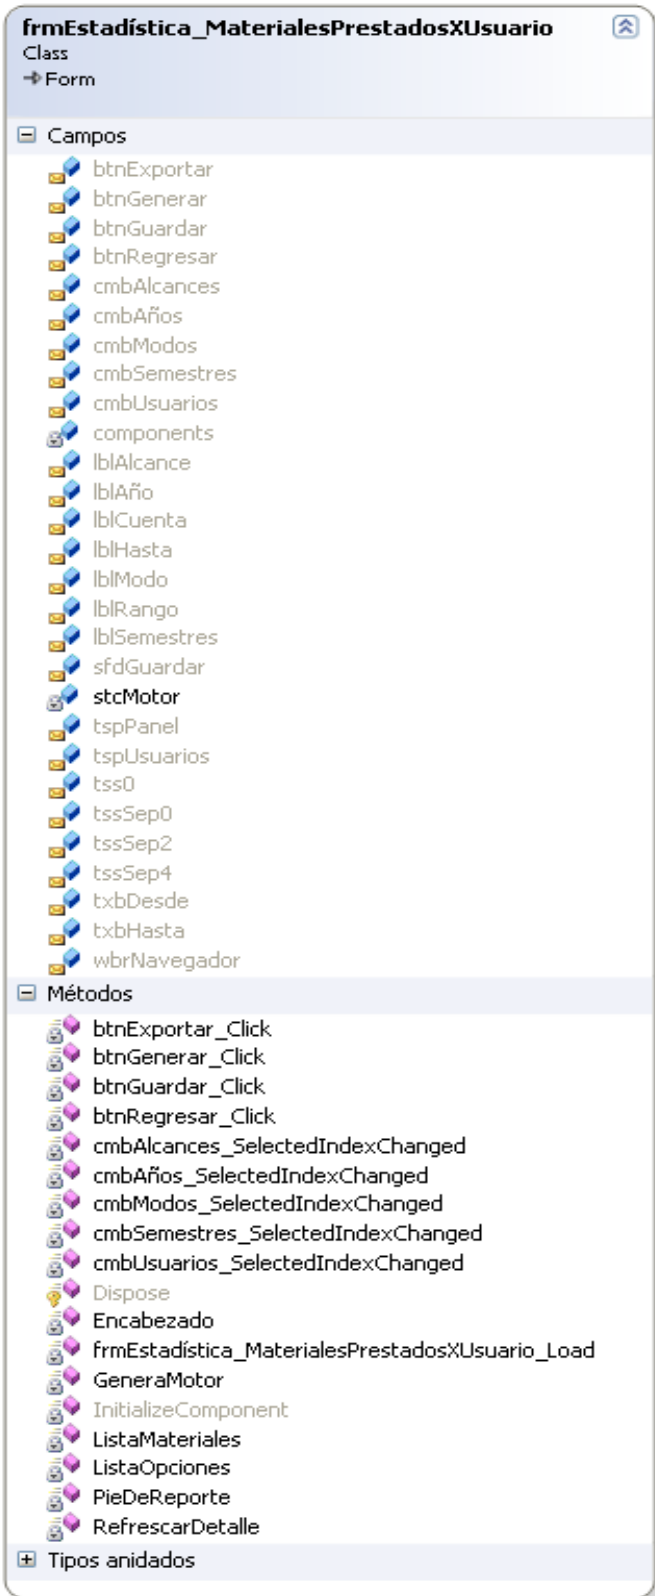 frmEstadística_MaterialesPrestadosXUsuario
Class
Form
Campos
btnExportar
btnGenerar
btnGuardar
btnRegresar
cmbAlcances
cmbAños
cmbModos
cmbSemestres
cmbUsuarios
components
lblAlcance
lblAño
lblCuenta
lblHasta
lblModo
lblRango
lblSemestres
sfdGuardar
stcMotor
tspPanel
tspUsuarios
tss0
tssSep0
tssSep2
tssSep4
txbDesde
txbHasta
wbrNavegador
Métodos
btnExportar_Click
btnGenerar_Click
btnGuardar_Click
btnRegresar_Click
cmbAlcances_SelectedIndexChanged
cmbAños_SelectedIndexChanged
cmbModos_SelectedIndexChanged
cmbSemestres_SelectedIndexChanged
cmbUsuarios_SelectedIndexChanged
Dispose
Encabezado
frmEstadística_MaterialesPrestadosXUsuario_Load
GeneraMotor
InitializeComponent
ListaMateriales
ListaOpciones
PieDeReporte
RefrescarDetalle
Tipos anidados